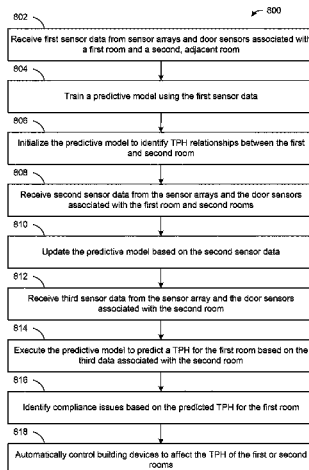 800
802
Receive first sensor data from sensor arrays and door sensors associated with
a first room and a second, adjacent room
804
Train a predictive model using the first sensor data
806
Initialize the predictive model to identify TPH relationships between the first
and second room
808
Receive second sensor data from the sensor arrays and the door sensors
associated with the first room and second rooms
810
Update the predictive model based on the second sensor data
812
Receive third sensor data from the sensor array and the door sensors
associated with the second room
814
Execute the predictive model to predict a TPH for the first room based on the
third data associated with the second room
816
Identify compliance issues based on the predicted TPH for the first room
818
Automatically control building devices to affect the TPH of the first or second
rooms